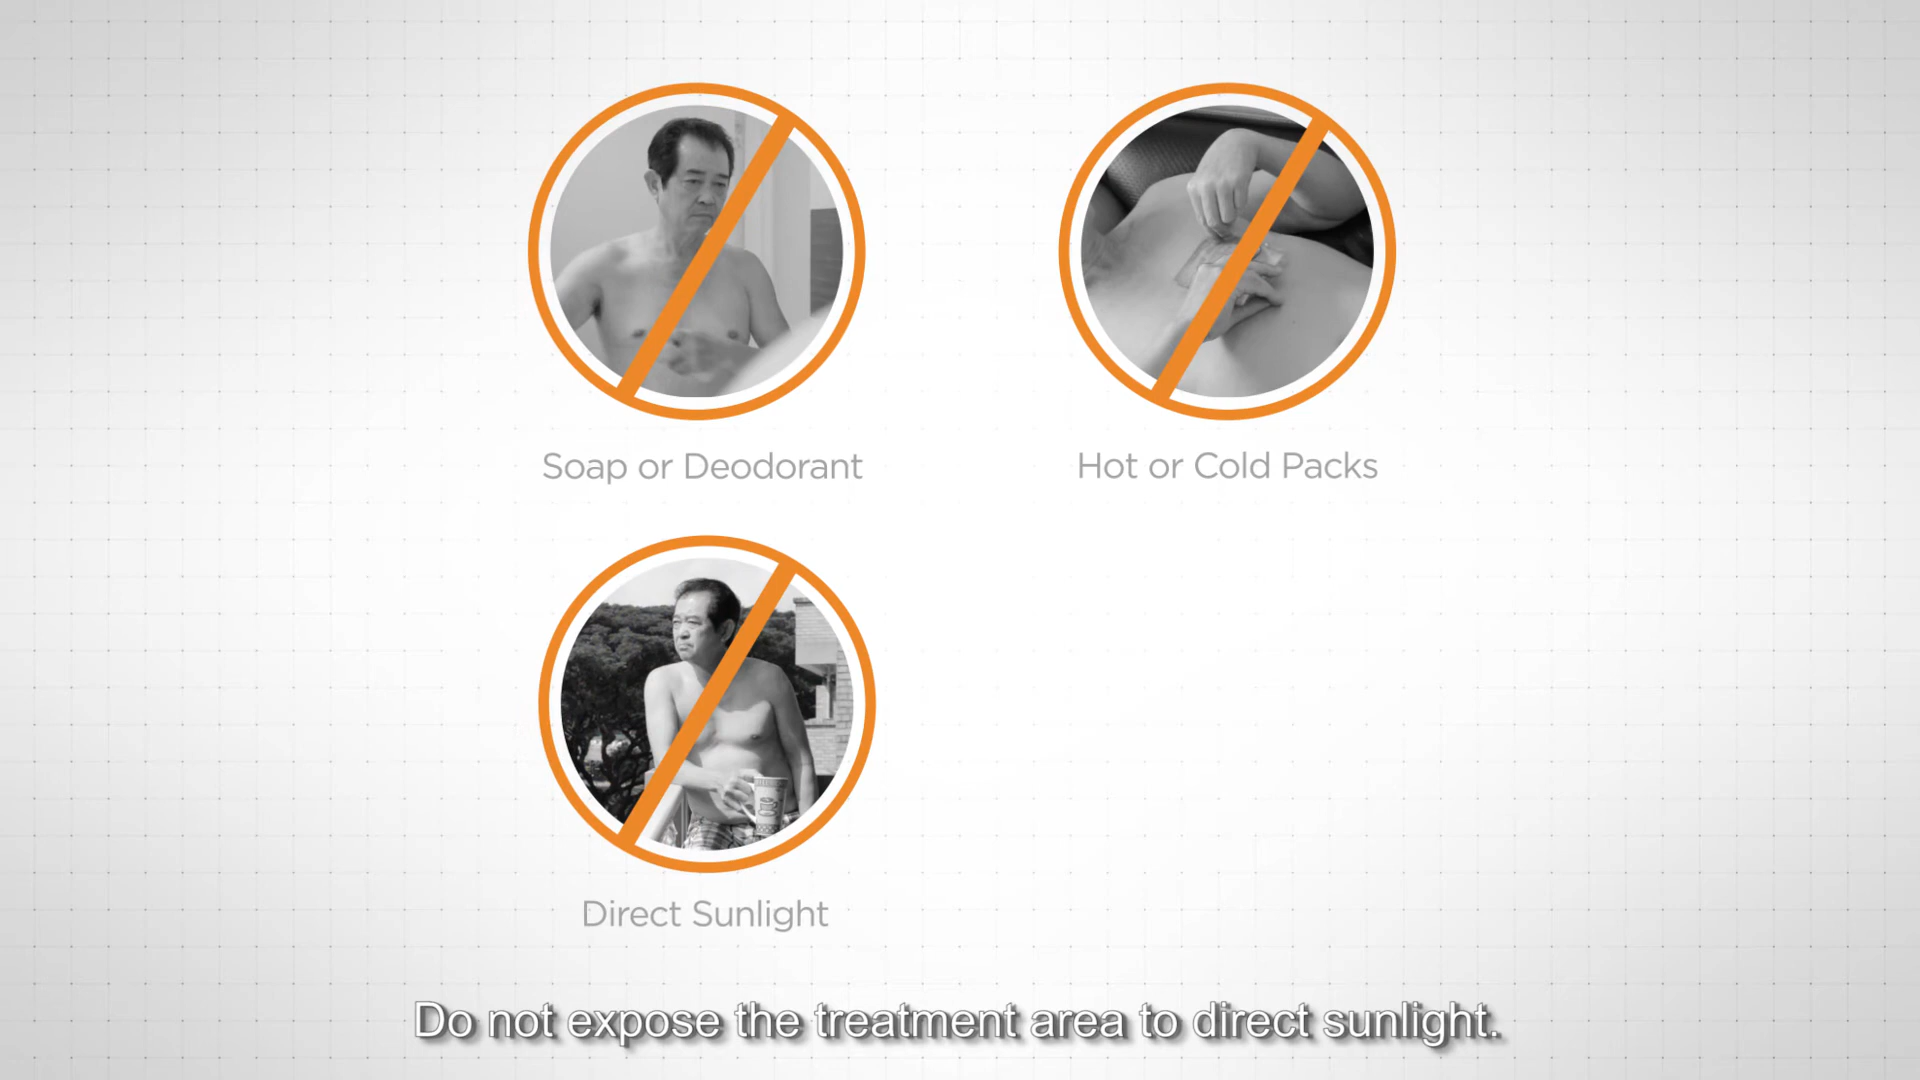 Soap or Deodorant
Hot or Cold Packs
Direct Sunlight
Do not expose the treatment area to direct sunlight.